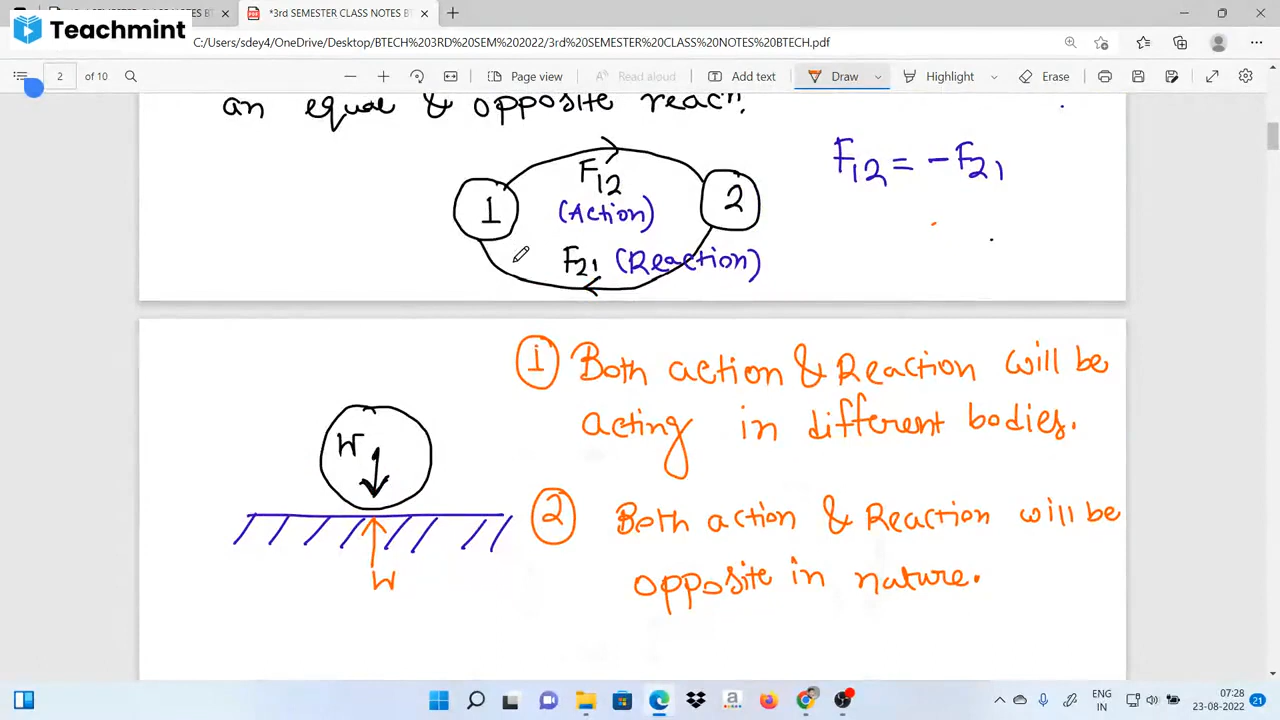 *3rd SEMESTER CLASS NOTES BT
Teachmint
C:/Users/sdey4/OneDrive/Desktop/BTECH%203RD%20SEM%202022/3rd%20SEMESTER%20CLASS%20NOTES%20BTECH.pdf
2 of 10
Page view
Read aloud
Add text
Draw
Highlight
Erase
an equal & opposite reacn.
F12 = -F21
F12
1
2
(Action)
F21 (Reaction)
1 Both action & Reaction will be
acting in different bodies.
W
2 Both action & Reaction will be
opposite in nature.
W
ENG
IN
07:28
23-08-2022
21